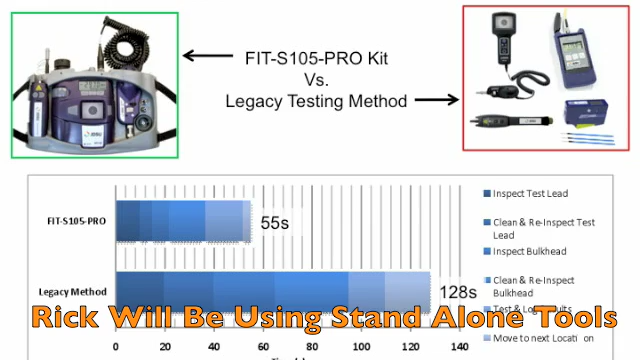 FIT-S105-PRO Kit
Vs.
Legacy Testing Method
FIT-S105-PRO
55s
Legacy Method
128s
0 20 40 60 80 100 120 140
Inspect Test Lead
Clean & Re-Inspect Test
Lead
Inspect Bulkhead
Clean & Re-Inspect
Bulkhead
Move to next Locati on
Rick Will Be Using Stand Alone Tools